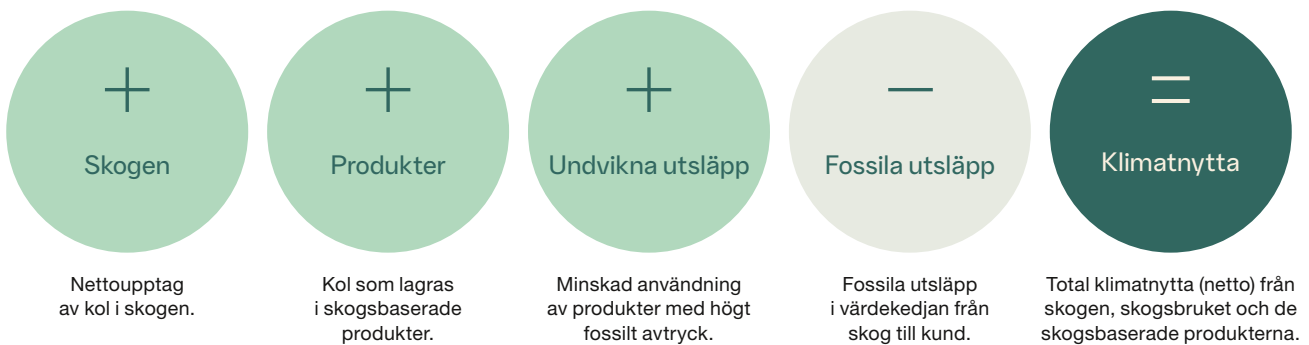 +
Skogen
Nettoupptag
av kol i skogen.
+
Produkter
Kol som lagras
i skogsbaserade
produkter.
+
Undvikna utsläpp
Minskad användning
av produkter med högt
fossilt avtryck.
−
Fossila utsläpp
Fossila utsläpp
i värdekedjan från
skog till kund.
=
Klimatnytta
Total klimatnytta (netto) från
skogen, skogsbruket och de
skogsbaserade produkterna.